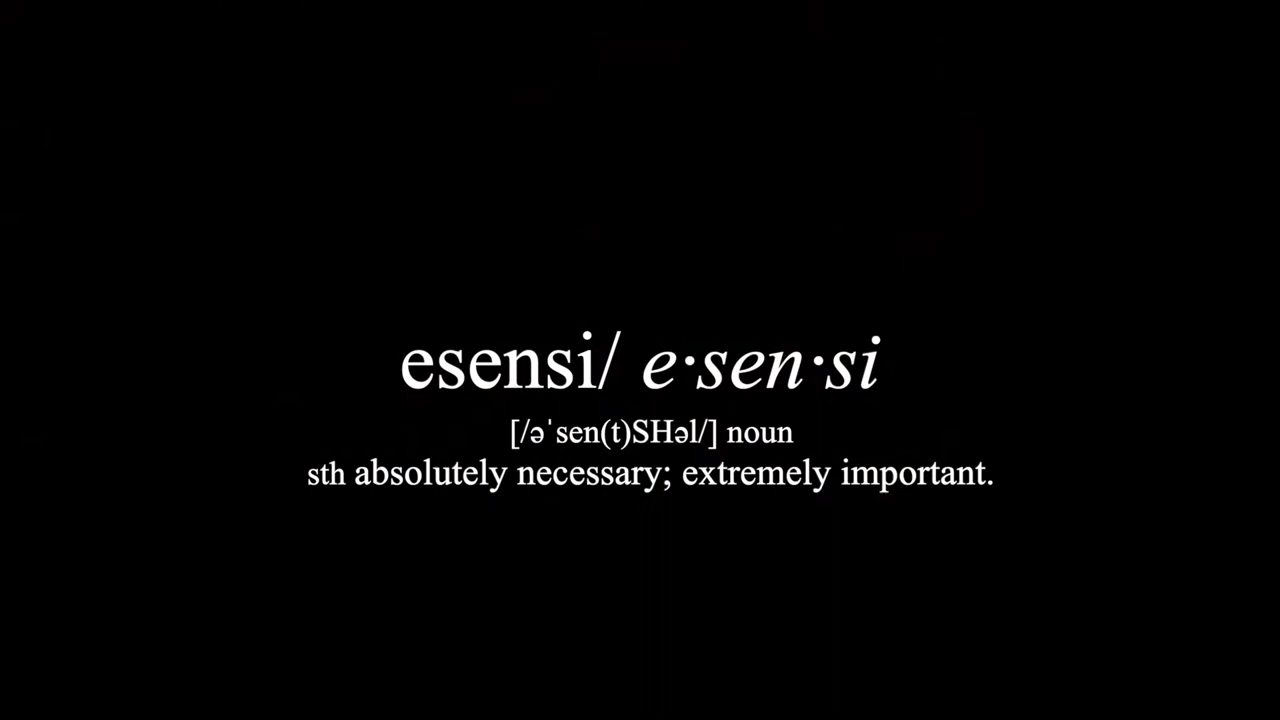 esensi/ e·sen·si
[/əˈsen(t)SHəl/] noun
sth absolutely necessary; extremely important.